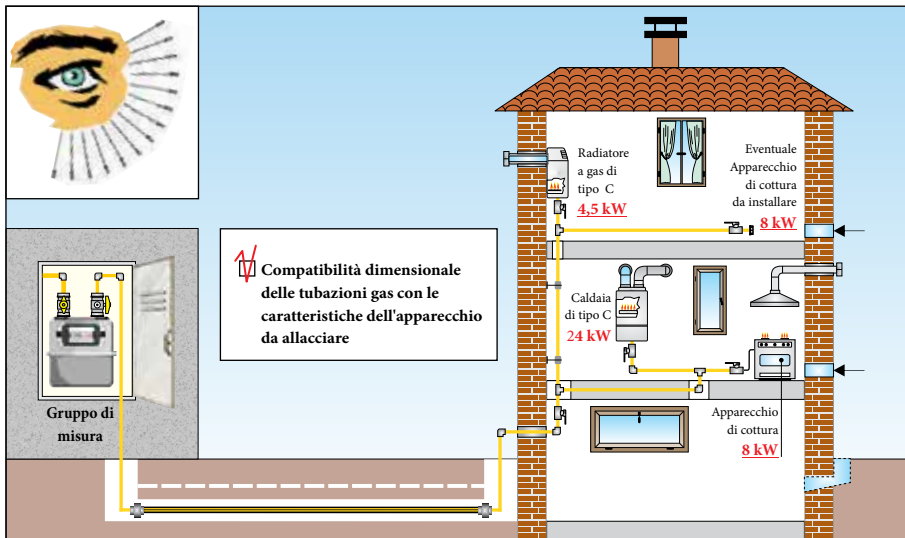 Radiatore
a gas di
tipo C
4,5 kW
Eventuale
Apparecchio
di cottura
da installare
8 kW
Compatibilità dimensionale
delle tubazioni gas con le
caratteristiche dell'apparecchio
da allacciare
Caldaia
di tipo C
24 kW
Gruppo di
misura
Apparecchio
di cottura
8 kW